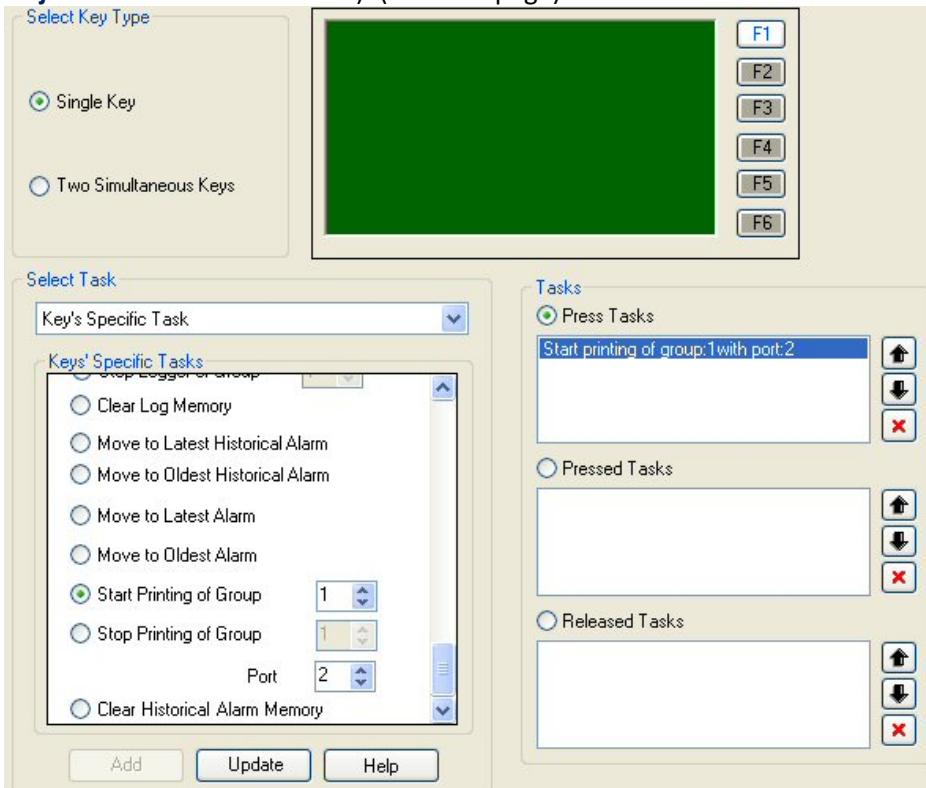 Select Key Type
F1
F2
Single Key
F3
F4
Two Simultaneous Keys
F5
F6
Select Task
Key's Specific Task
Keys' Specific Tasks
Clear Log Memory
Move to Latest Historical Alarm
Move to Oldest Historical Alarm
Move to Latest Alarm
Move to Oldest Alarm
Start Printing of Group 1
Stop Printing of Group 1
Port 2
Clear Historical Alarm Memory
Add Update Help
Tasks
Press Tasks
Start printing of group:1with port:2
Pressed Tasks
Released Tasks